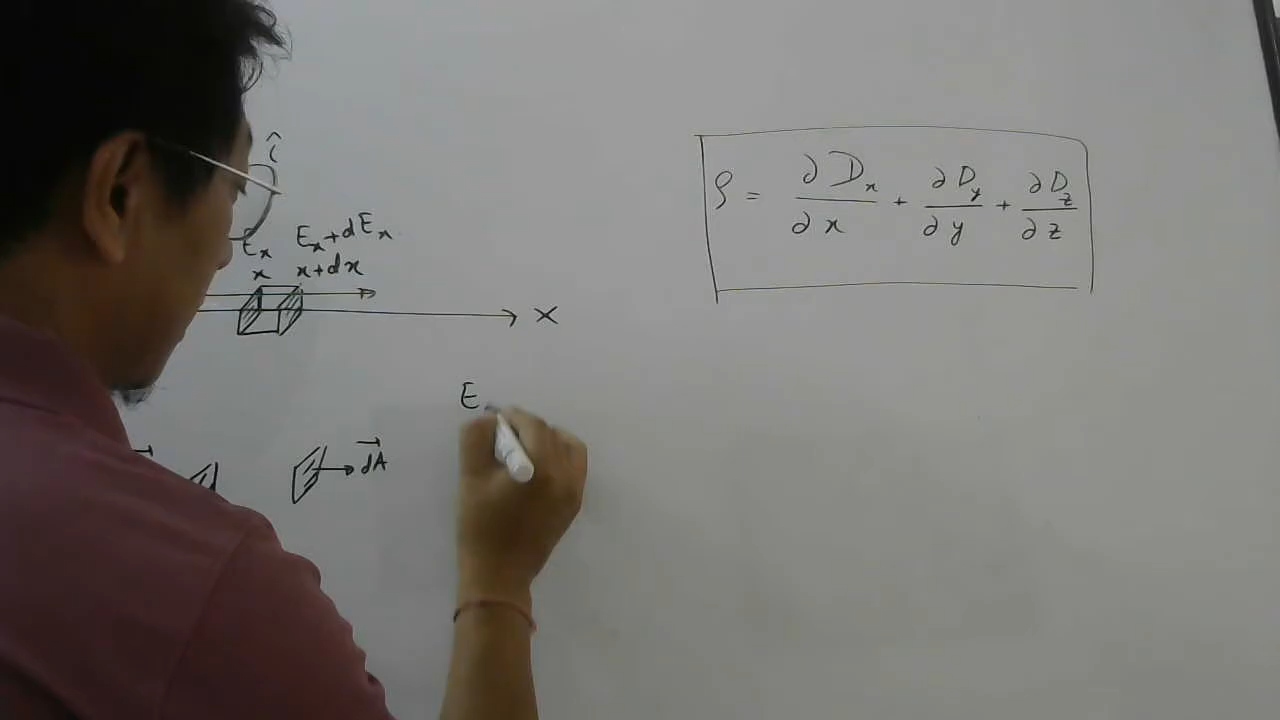 î
Eₓ Eₓ+dEₓ
x x+dx
X
E
dA⃗
ρ = ∂Dₓ/∂x + ∂D_y/∂y + ∂D_z/∂z